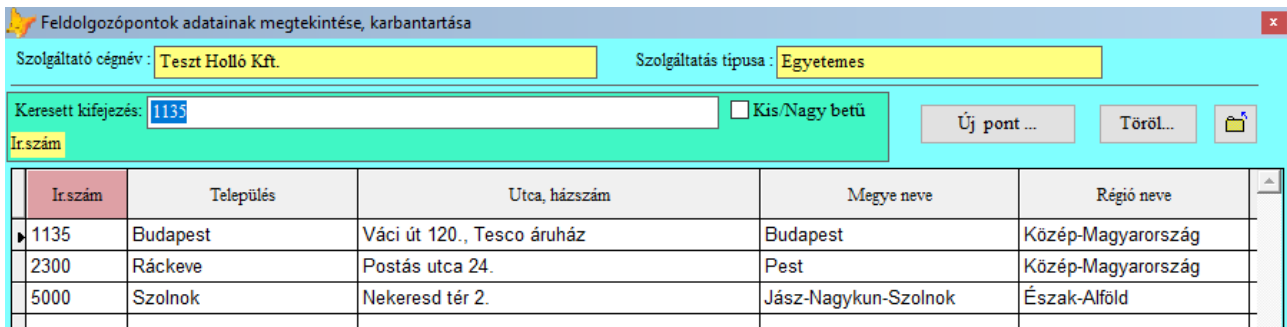 Feldolgozópontok adatainak megtekintése, karbantartása
Szolgáltató cégnév : Teszt Holló Kft. Szolgáltatás típusa : Egyetemes
Keresett kifejezés: 1135 Kis/Nagy betü Új pont ... Töröl...
Ir.szám
Ir.szám Település Utca, házszám Megye neve Régió neve
1135 Budapest Váci út 120., Tesco áruház Budapest Közép-Magyarország
2300 Ráckeve Postás utca 24. Pest Közép-Magyarország
5000 Szolnok Nekeresd tér 2. Jász-Nagykun-Szolnok Észak-Alföld